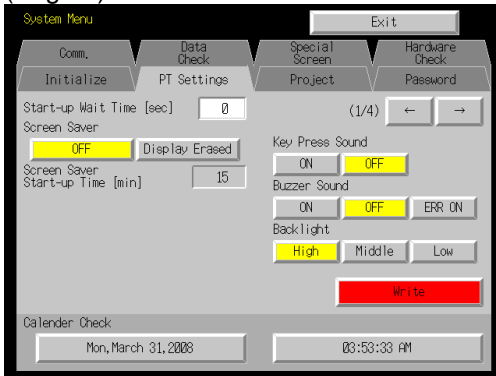 System Menu Exit
Comm. Data Check Special Screen Hardware Check
Initialize PT Settings Project Password
Start-up Wait Time [sec] 0 (1/4) ← →
Screen Saver
OFF Display Erased Key Press Sound
ON OFF
Screen Saver
Start-up Time [min] 15 Buzzer Sound
ON OFF ERR ON
Backlight
High Middle Low
Write
Calender Check
Mon,March 31,2008 03:53:33 AM